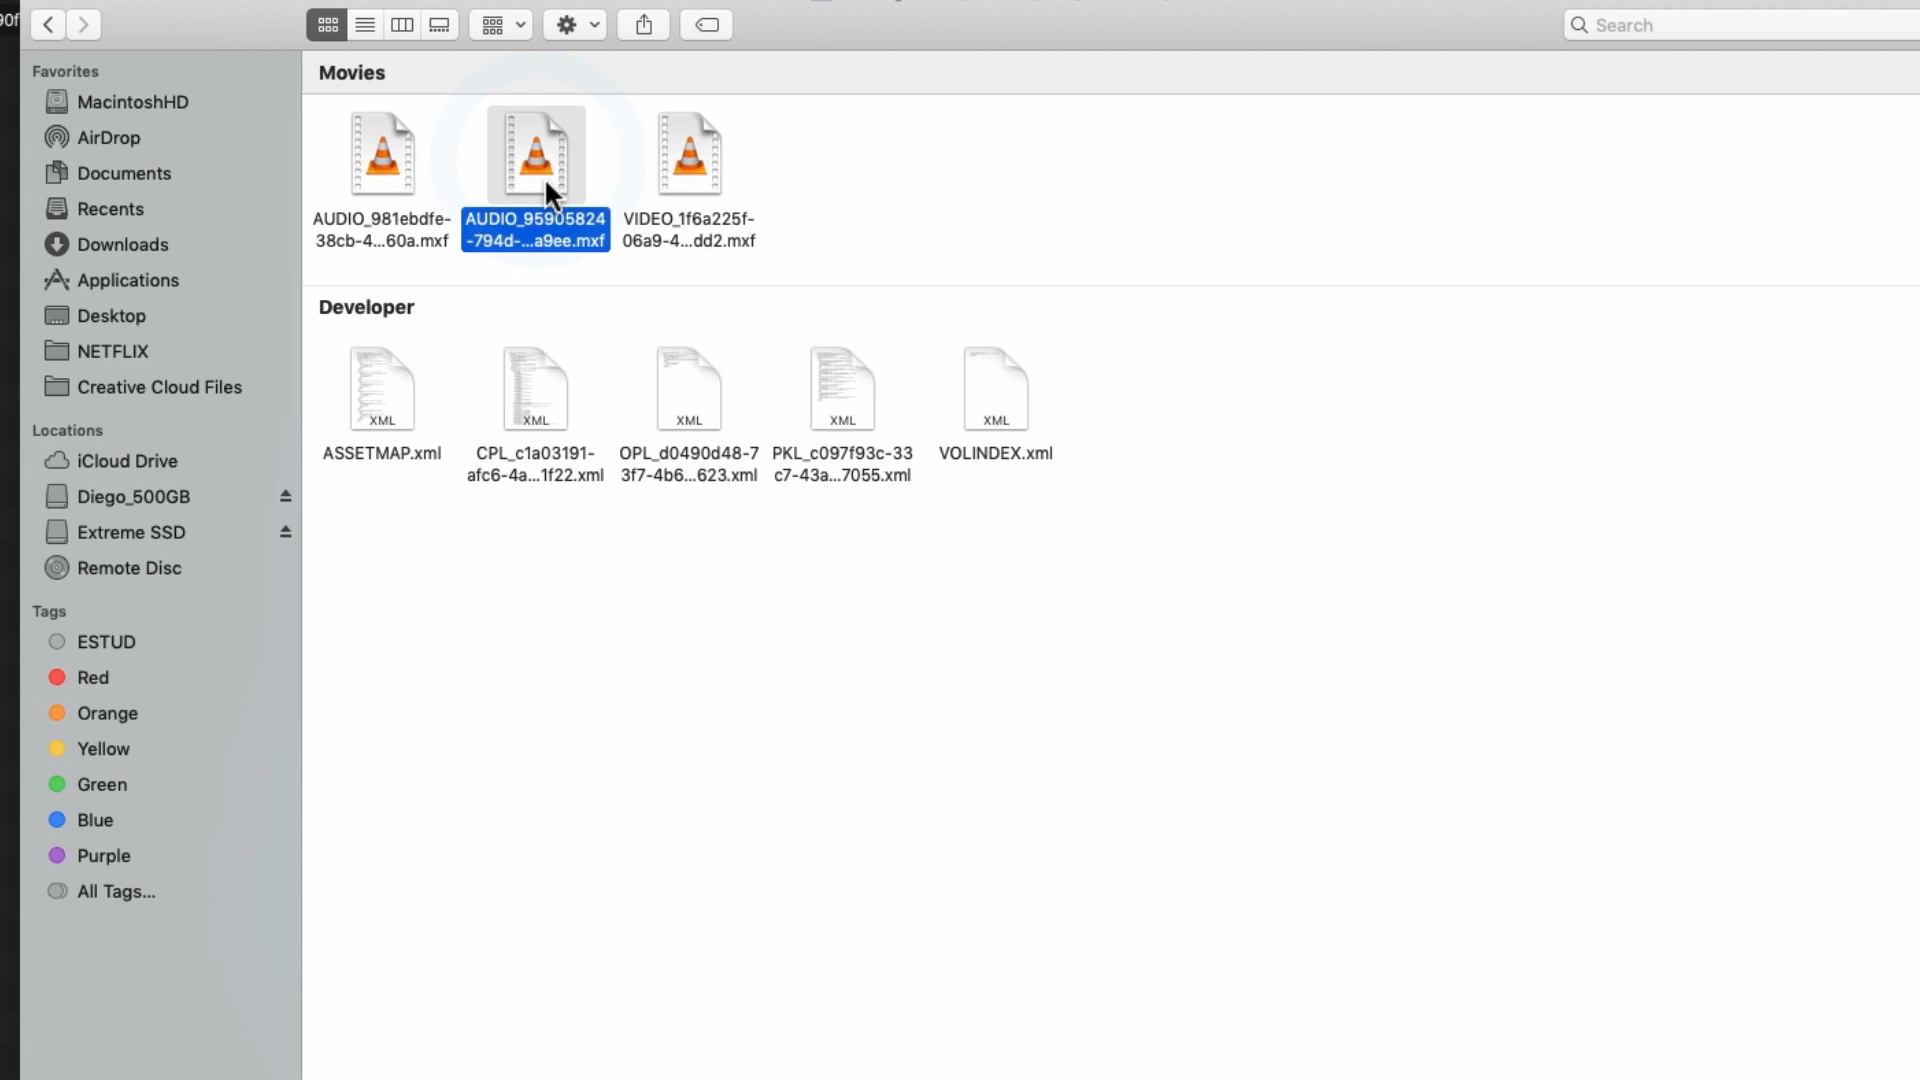 90f
Search
Favorites
MacintoshHD
AirDrop
Documents
Recents
Downloads
Applications
Desktop
NETFLIX
Creative Cloud Files
Locations
iCloud Drive
Diego_500GB
Extreme SSD
Remote Disc
Tags
ESTUD
Red
Orange
Yellow
Green
Blue
Purple
All Tags...
Movies
AUDIO_981ebdfe-
38cb-4...60a.mxf
AUDIO_95905824
-794d-...a9ee.mxf
VIDEO_1f6a225f-
06a9-4...dd2.mxf
Developer
XML
ASSETMAP.xml
XML
CPL_c1a03191-
afc6-4a...1f22.xml
XML
OPL_d0490d48-7
3f7-4b6...623.xml
XML
PKL_c097f93c-33
c7-43a...7055.xml
XML
VOLINDEX.xml